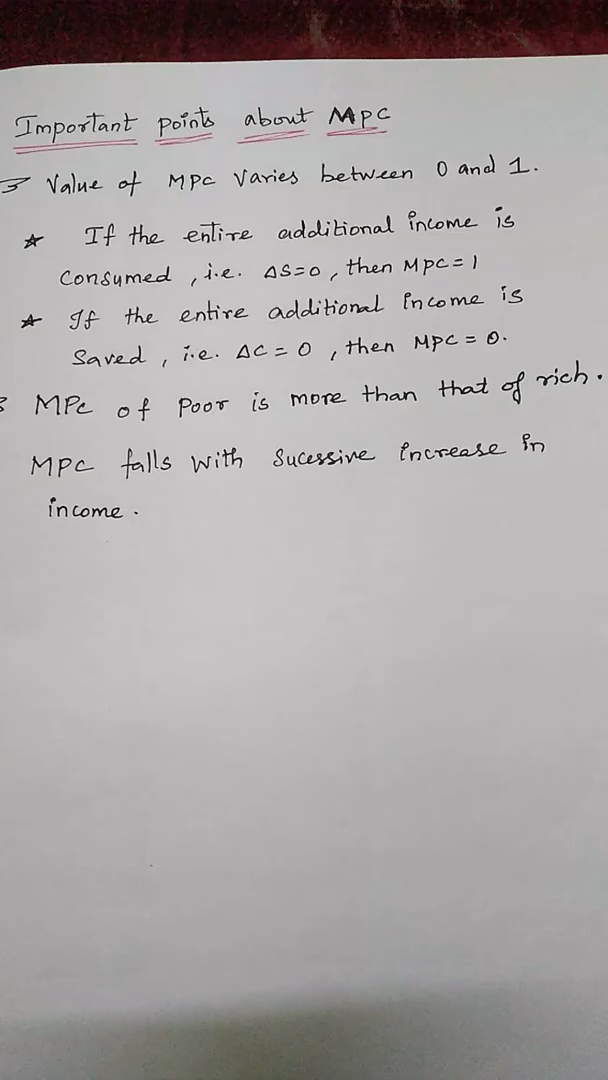 Important points about MPC
Value of MPC varies between 0 and 1.
☆ If the entire additional income is
Consumed, i.e. ΔS=0, then MPC=1
☆ If the entire additional income is
Saved, i.e. ΔC = 0, then MPC = 0.
MPC of Poor is more than that of rich.
MPC falls with Sucessive increase in
income.